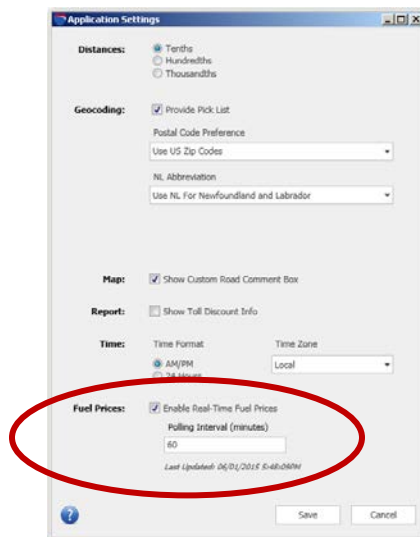 Application Settings
Distances:
Tenths
Hundredths
Thousandths
Geocoding:
Provide Pick List
Postal Code Preference
Use US Zip Codes
NL Abbreviation
Use NL For Newfoundland and Labrador
Map:
Show Custom Road Comment Box
Report:
Show Toll Discount Info
Time:
Time Format
Time Zone
AM/PM
Local
24 Hours
Fuel Prices:
Enable Real-Time Fuel Prices
Polling Interval (minutes)
60
Last Updated: 06/01/2015 5:48:09PM
?
Save
Cancel